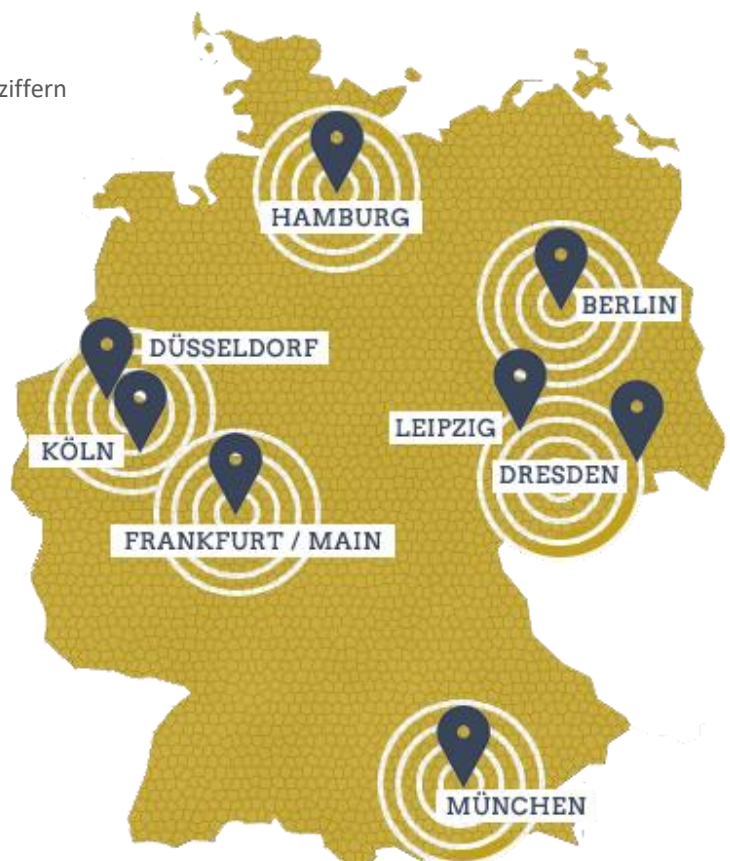 ziffern
HAMBURG
BERLIN
DÜSSELDORF
LEIPZIG
KÖLN
DRESDEN
FRANKFURT / MAIN
MÜNCHEN